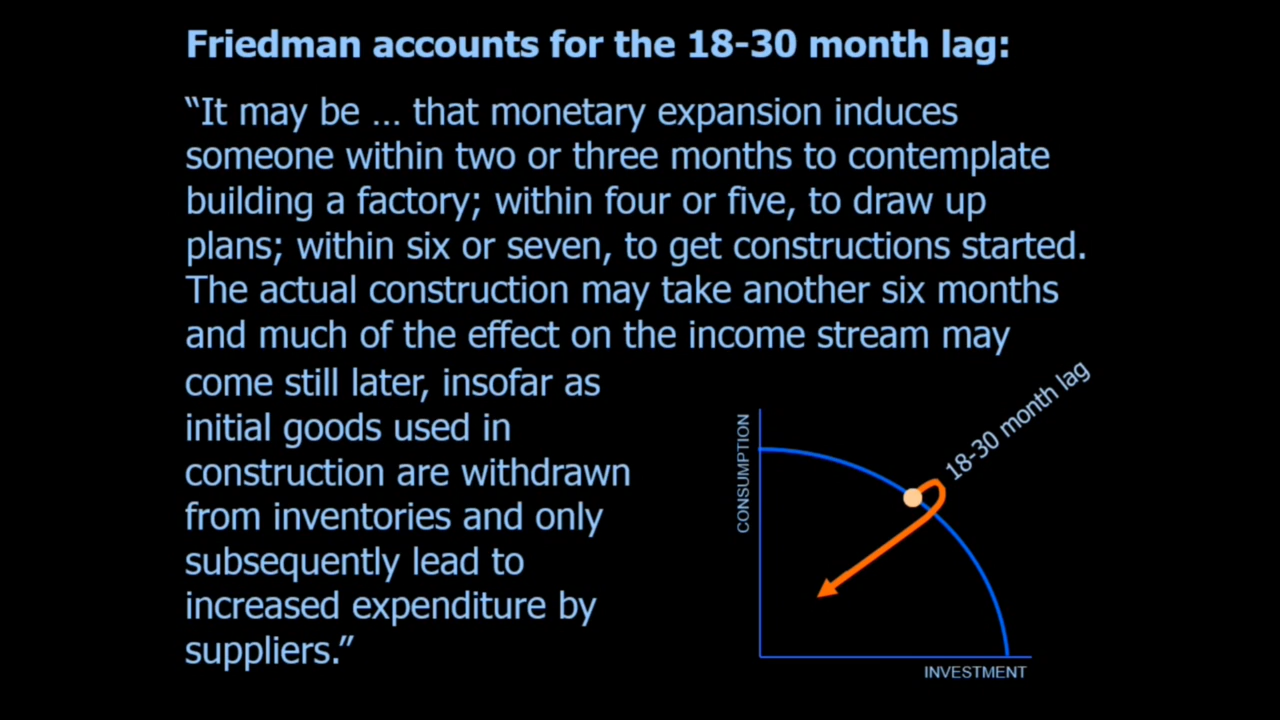 Friedman accounts for the 18-30 month lag:
“It may be … that monetary expansion induces
someone within two or three months to contemplate
building a factory; within four or five, to draw up
plans; within six or seven, to get constructions started.
The actual construction may take another six months
and much of the effect on the income stream may
come still later, insofar as
initial goods used in
construction are withdrawn
from inventories and only
subsequently lead to
increased expenditure by
suppliers.”
CONSUMPTION
18-30 month lag
INVESTMENT